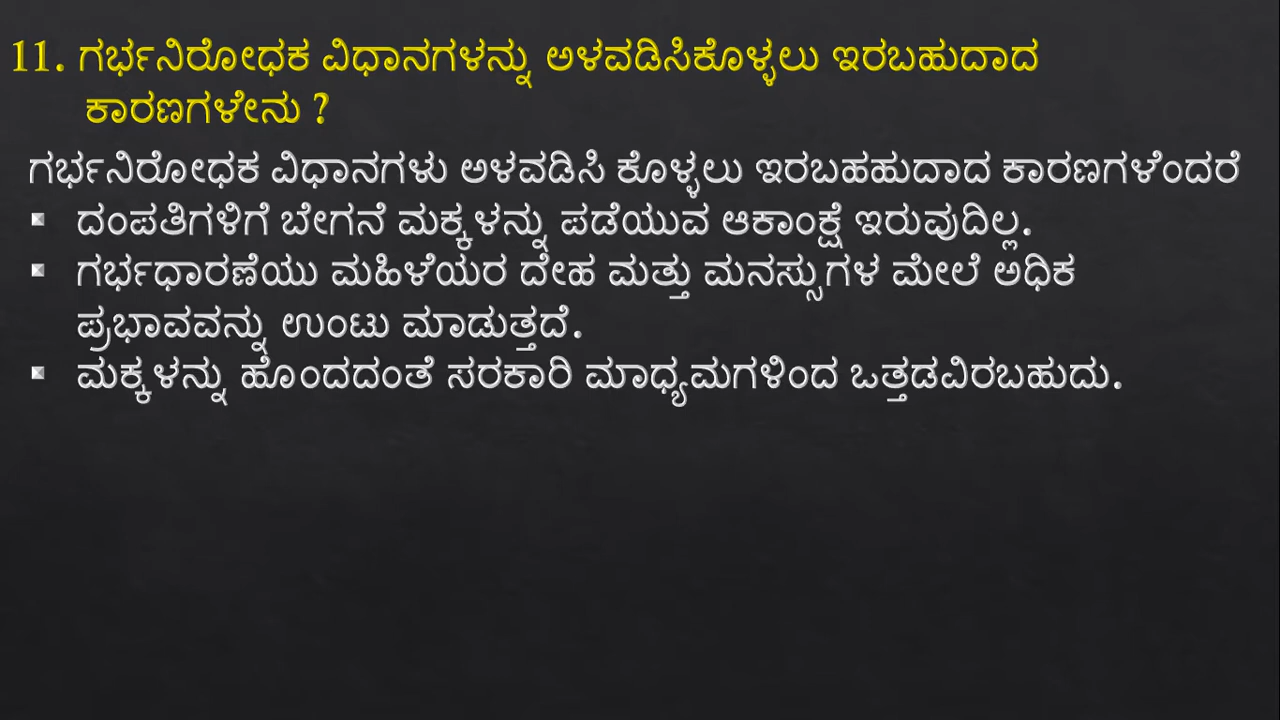 11. ಗರ್ಭನಿರೋಧಕ ವಿಧಾನಗಳನ್ನು ಅಳವಡಿಸಿಕೊಳ್ಳಲು ಇರಬಹುದಾದ
ಕಾರಣಗಳೇನು ?
ಗರ್ಭನಿರೋಧಕ ವಿಧಾನಗಳು ಅಳವಡಿಸಿ ಕೊಳ್ಳಲು ಇರಬಹಹುದಾದ ಕಾರಣಗಳೆಂದರೆ
▪ ದಂಪತಿಗಳಿಗೆ ಬೇಗನೆ ಮಕ್ಕಳನ್ನು ಪಡೆಯುವ ಆಕಾಂಕ್ಷೆ ಇರುವುದಿಲ್ಲ.
▪ ಗರ್ಭಧಾರಣೆಯು ಮಹಿಳೆಯರ ದೇಹ ಮತ್ತು ಮನಸ್ಸುಗಳ ಮೇಲೆ ಅಧಿಕ
ಪ್ರಭಾವವನ್ನು ಉಂಟು ಮಾಡುತ್ತದೆ.
▪ ಮಕ್ಕಳನ್ನು ಹೊಂದದಂತೆ ಸರಕಾರಿ ಮಾಧ್ಯಮಗಳಿಂದ ಒತ್ತಡವಿರಬಹುದು.